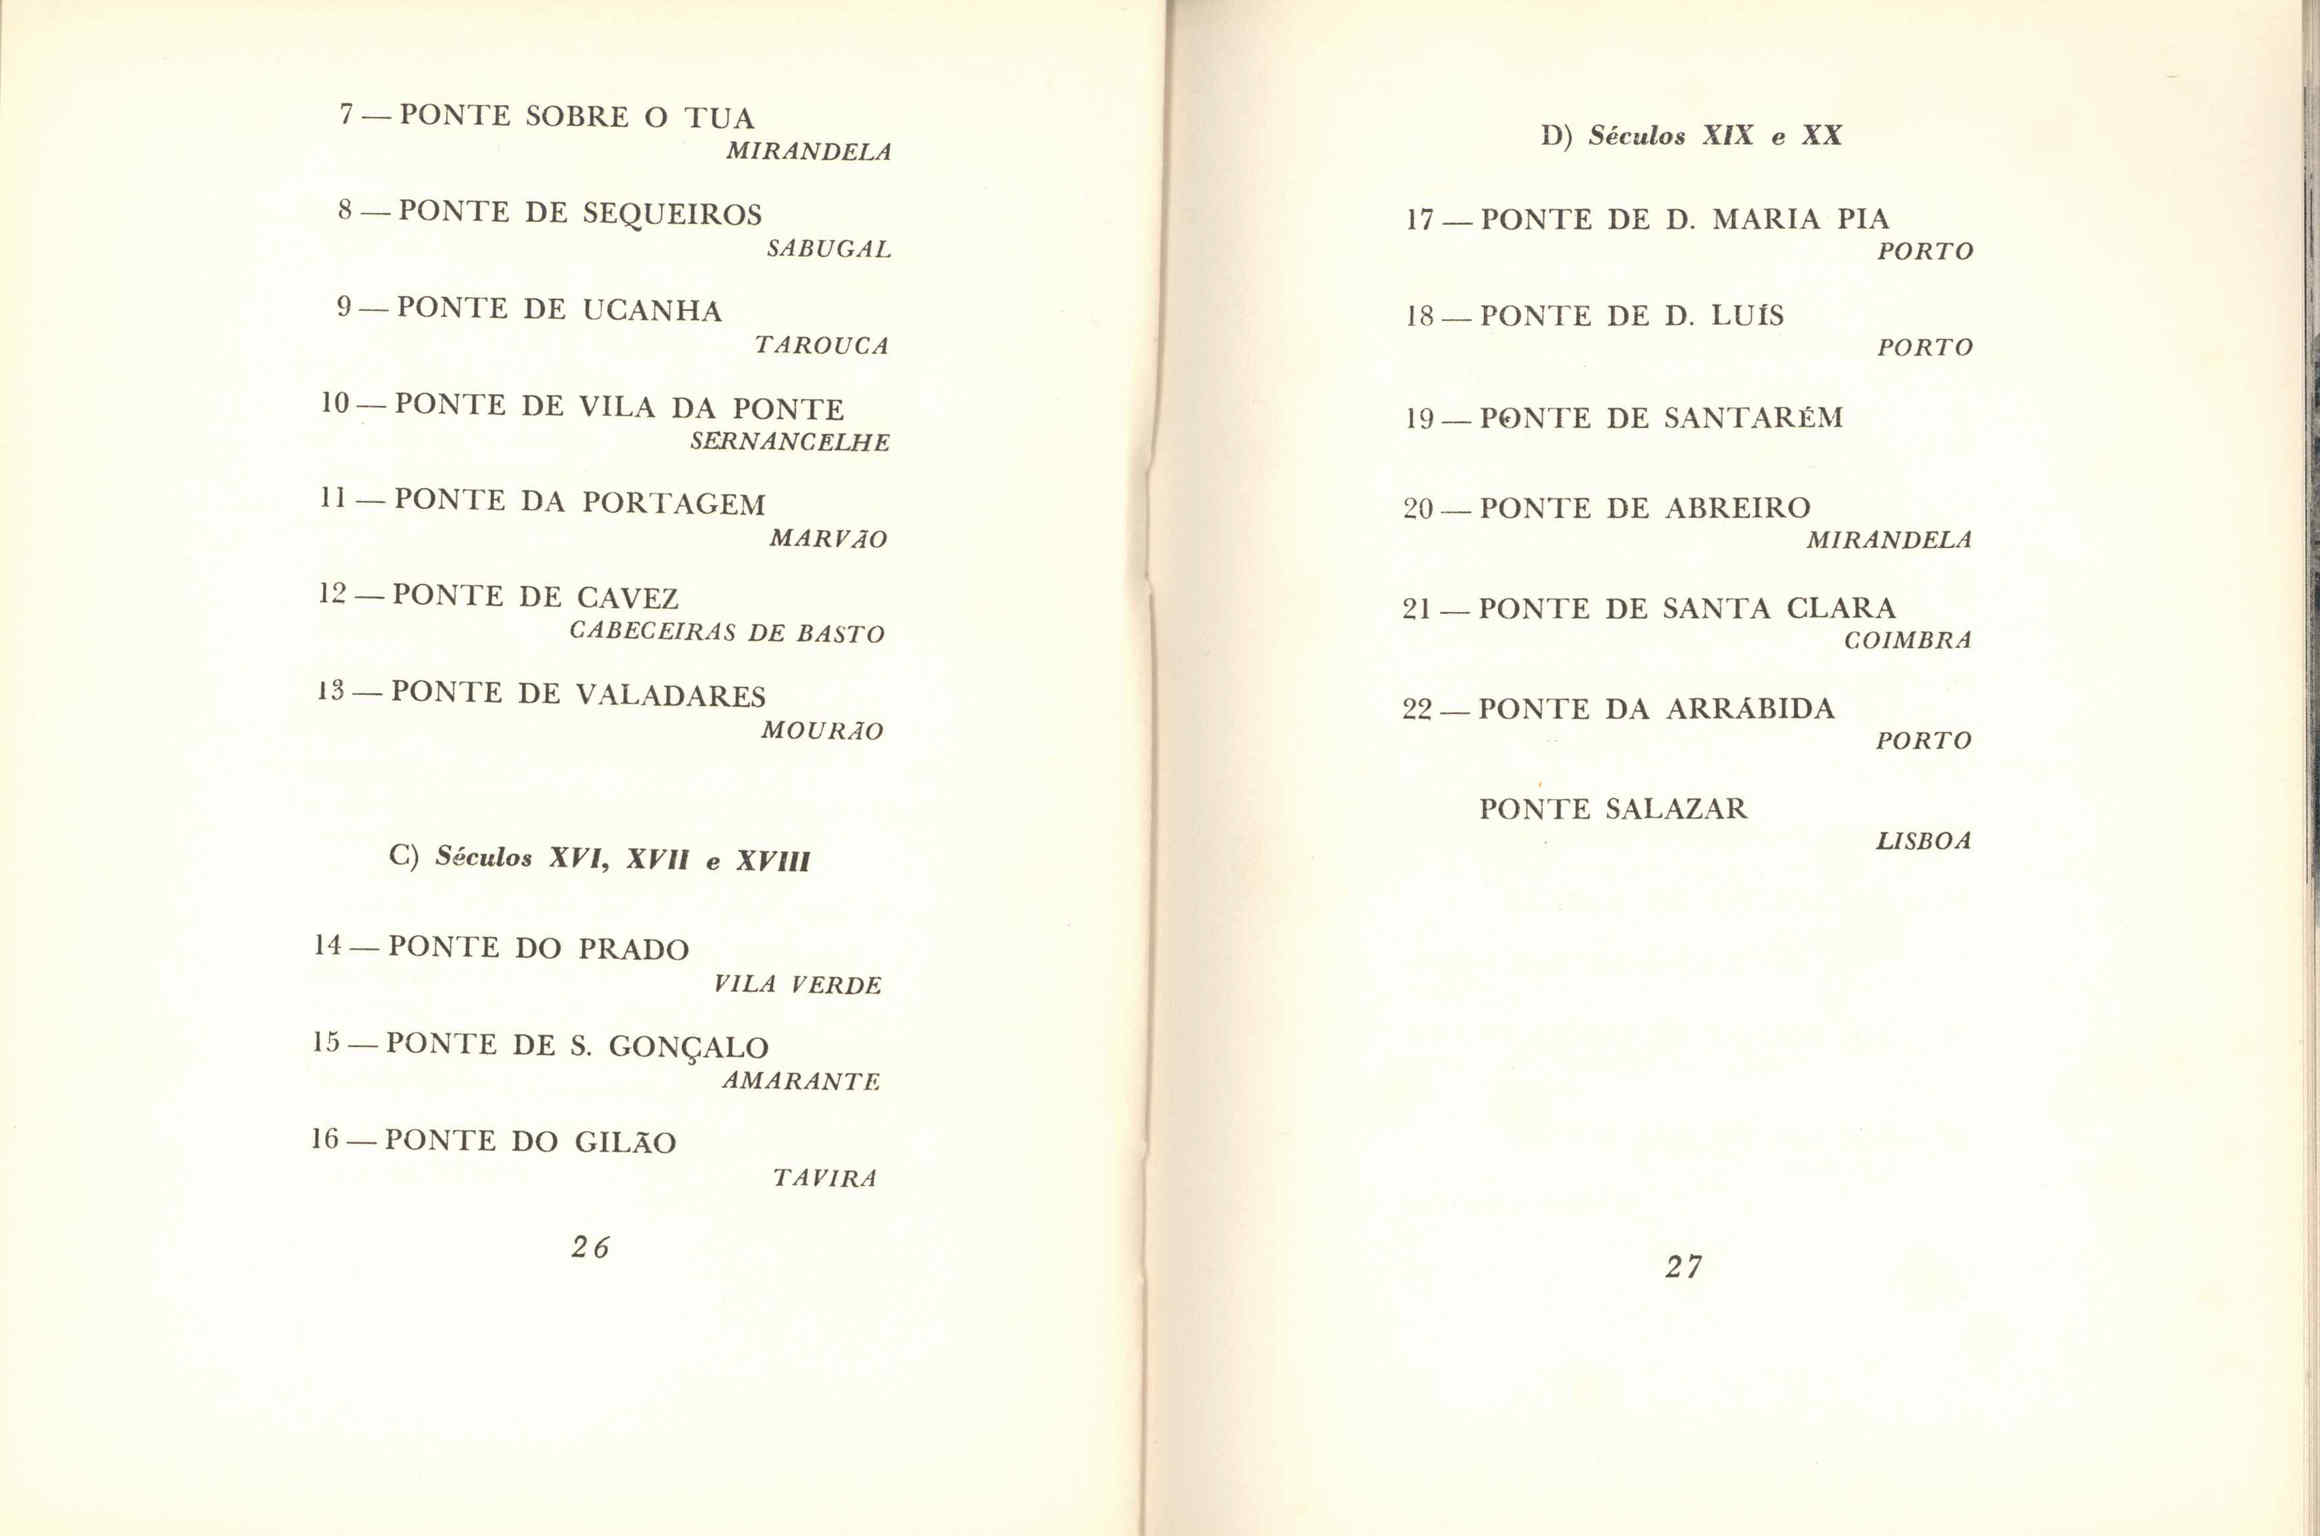 7 — PONTE SOBRE O TUA
MIRANDELA
8 — PONTE DE SEQUEIROS
SABUGAL
9 — PONTE DE UCANHA
TAROUCA
10 — PONTE DE VILA DA PONTE
SERNANCELHE
11 — PONTE DA PORTAGEM
MARVÃO
12 — PONTE DE CAVEZ
CABECEIRAS DE BASTO
13 — PONTE DE VALADARES
MOURÃO
C) Séculos XVI, XVII e XVIII
14 — PONTE DO PRADO
VILA VERDE
15 — PONTE DE S. GONÇALO
AMARANTE
16 — PONTE DO GILÃO
TAVIRA
26
D) Séculos XIX e XX
17 — PONTE DE D. MARIA PIA
PORTO
18 — PONTE DE D. LUÍS
PORTO
19 — PONTE DE SANTARÉM
20 — PONTE DE ABREIRO
MIRANDELA
21 — PONTE DE SANTA CLARA
COIMBRA
22 — PONTE DA ARRÁBIDA
PORTO
PONTE SALAZAR
LISBOA
27